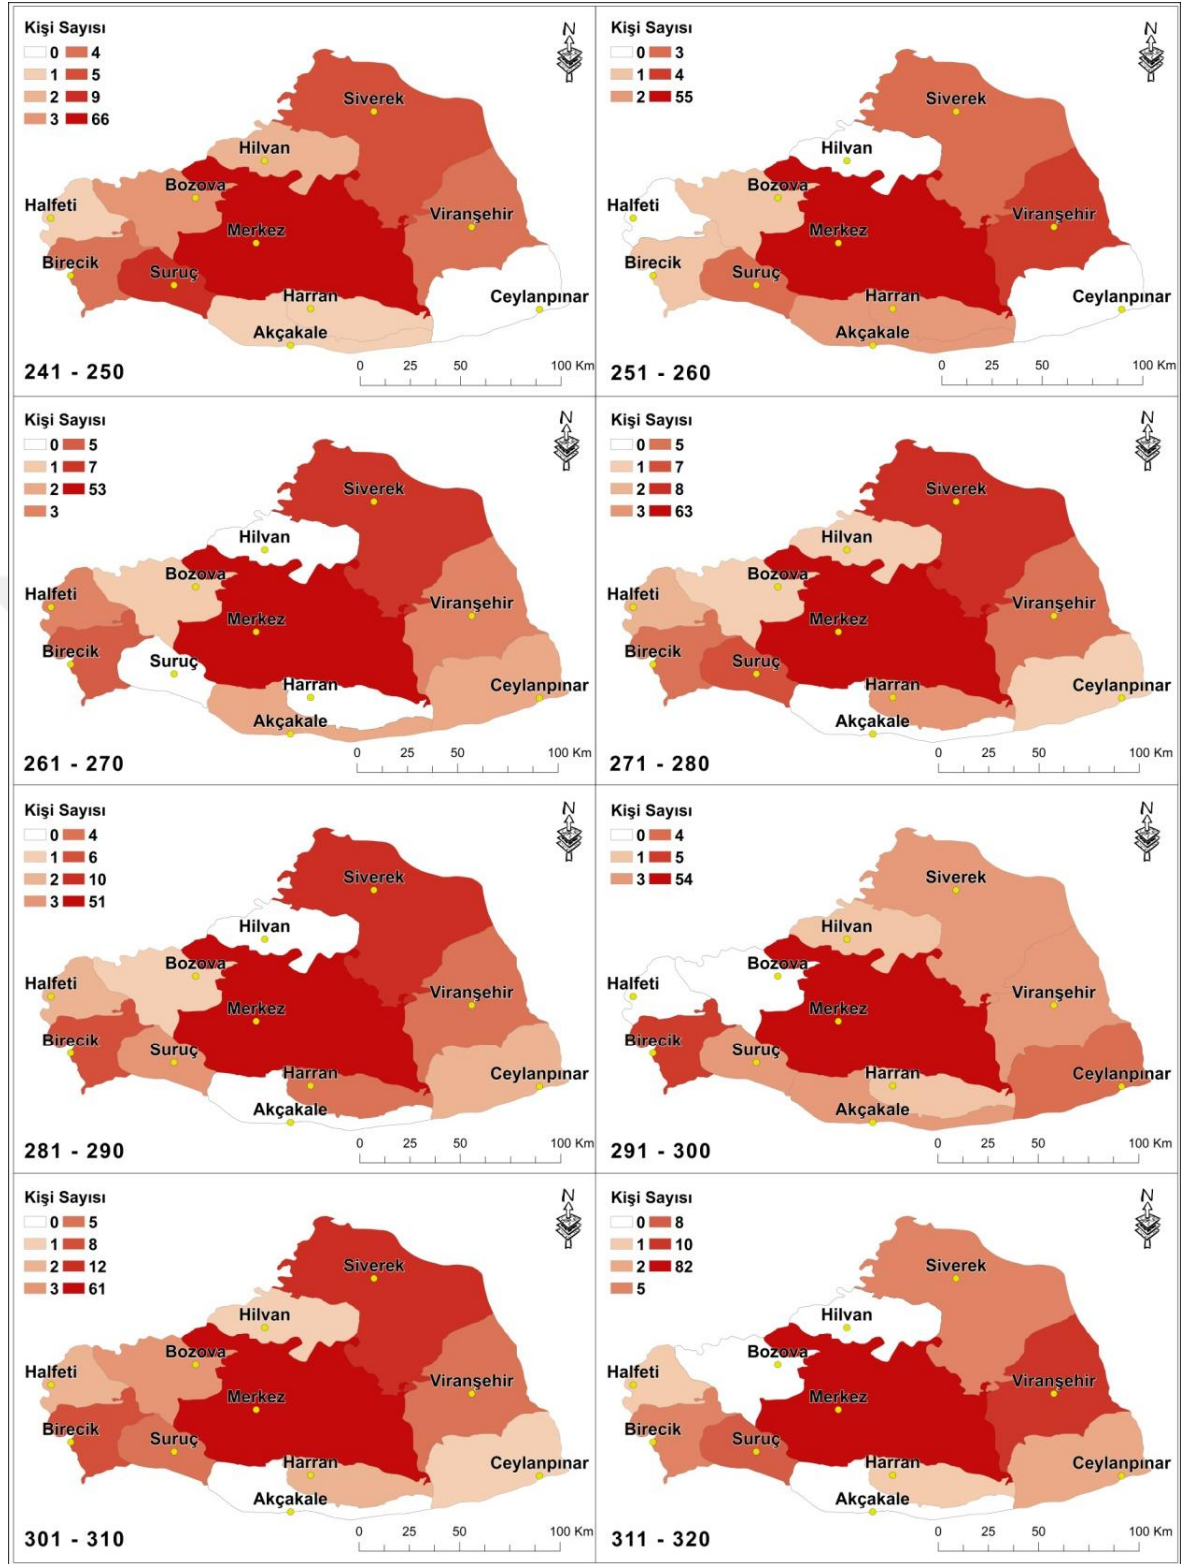 Kişi Sayısı
0 4
1 5
2 9
3 66
N
Siverek
Hilvan
Bozova
Halfeti
Viranşehir
Merkez
Birecik
Suruç
Harran
Ceylanpınar
Akçakale
0 25 50 100 Km
241 - 250
Kişi Sayısı
0 3
1 4
2 55
N
Siverek
Hilvan
Bozova
Halfeti
Viranşehir
Merkez
Birecik
Suruç
Harran
Ceylanpınar
Akçakale
0 25 50 100 Km
251 - 260
Kişi Sayısı
0 5
1 7
2 53
3
N
Siverek
Hilvan
Bozova
Halfeti
Viranşehir
Merkez
Birecik
Suruç
Harran
Ceylanpınar
Akçakale
0 25 50 100 Km
261 - 270
Kişi Sayısı
0 5
1 7
2 8
3 63
N
Siverek
Hilvan
Bozova
Halfeti
Viranşehir
Merkez
Birecik
Suruç
Harran
Ceylanpınar
Akçakale
0 25 50 100 Km
271 - 280
Kişi Sayısı
0 4
1 6
2 10
3 51
N
Siverek
Hilvan
Bozova
Halfeti
Viranşehir
Merkez
Birecik
Suruç
Harran
Ceylanpınar
Akçakale
0 25 50 100 Km
281 - 290
Kişi Sayısı
0 4
1 5
3 54
N
Siverek
Hilvan
Bozova
Halfeti
Viranşehir
Merkez
Birecik
Suruç
Harran
Ceylanpınar
Akçakale
0 25 50 100 Km
291 - 300
Kişi Sayısı
0 5
1 8
2 12
3 61
N
Siverek
Hilvan
Bozova
Halfeti
Viranşehir
Merkez
Birecik
Suruç
Harran
Ceylanpınar
Akçakale
0 25 50 100 Km
301 - 310
Kişi Sayısı
0 8
1 10
2 82
5
N
Siverek
Hilvan
Bozova
Halfeti
Viranşehir
Merkez
Birecik
Suruç
Harran
Ceylanpınar
Akçakale
0 25 50 100 Km
311 - 320